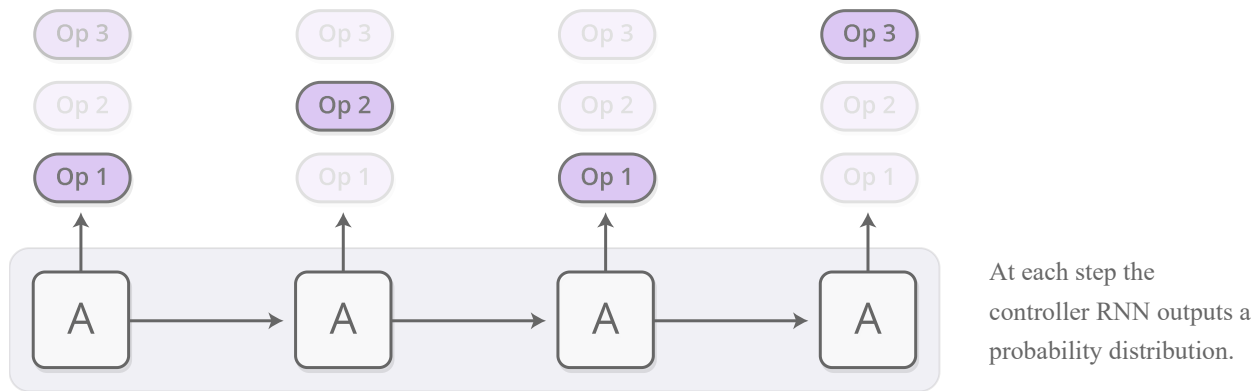 Op 3 Op 3 Op 3 Op 3
Op 2 Op 2 Op 2 Op 2
Op 1 Op 1 Op 1 Op 1
A A A A
At each step the
controller RNN outputs a
probability distribution.